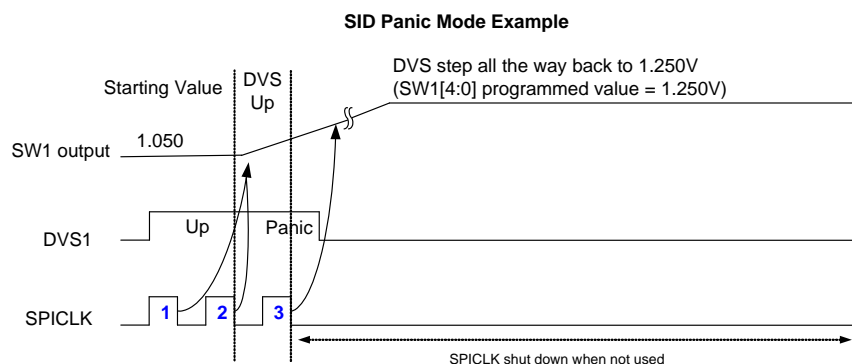 SID Panic Mode Example
DVS step all the way back to 1.250V
(SW1[4:0] programmed value = 1.250V)
Starting Value
DVS
Up
SW1 output
1.050
DVS1
Up
Panic
SPICLK
1
2
3
SPICLK shut down when not used